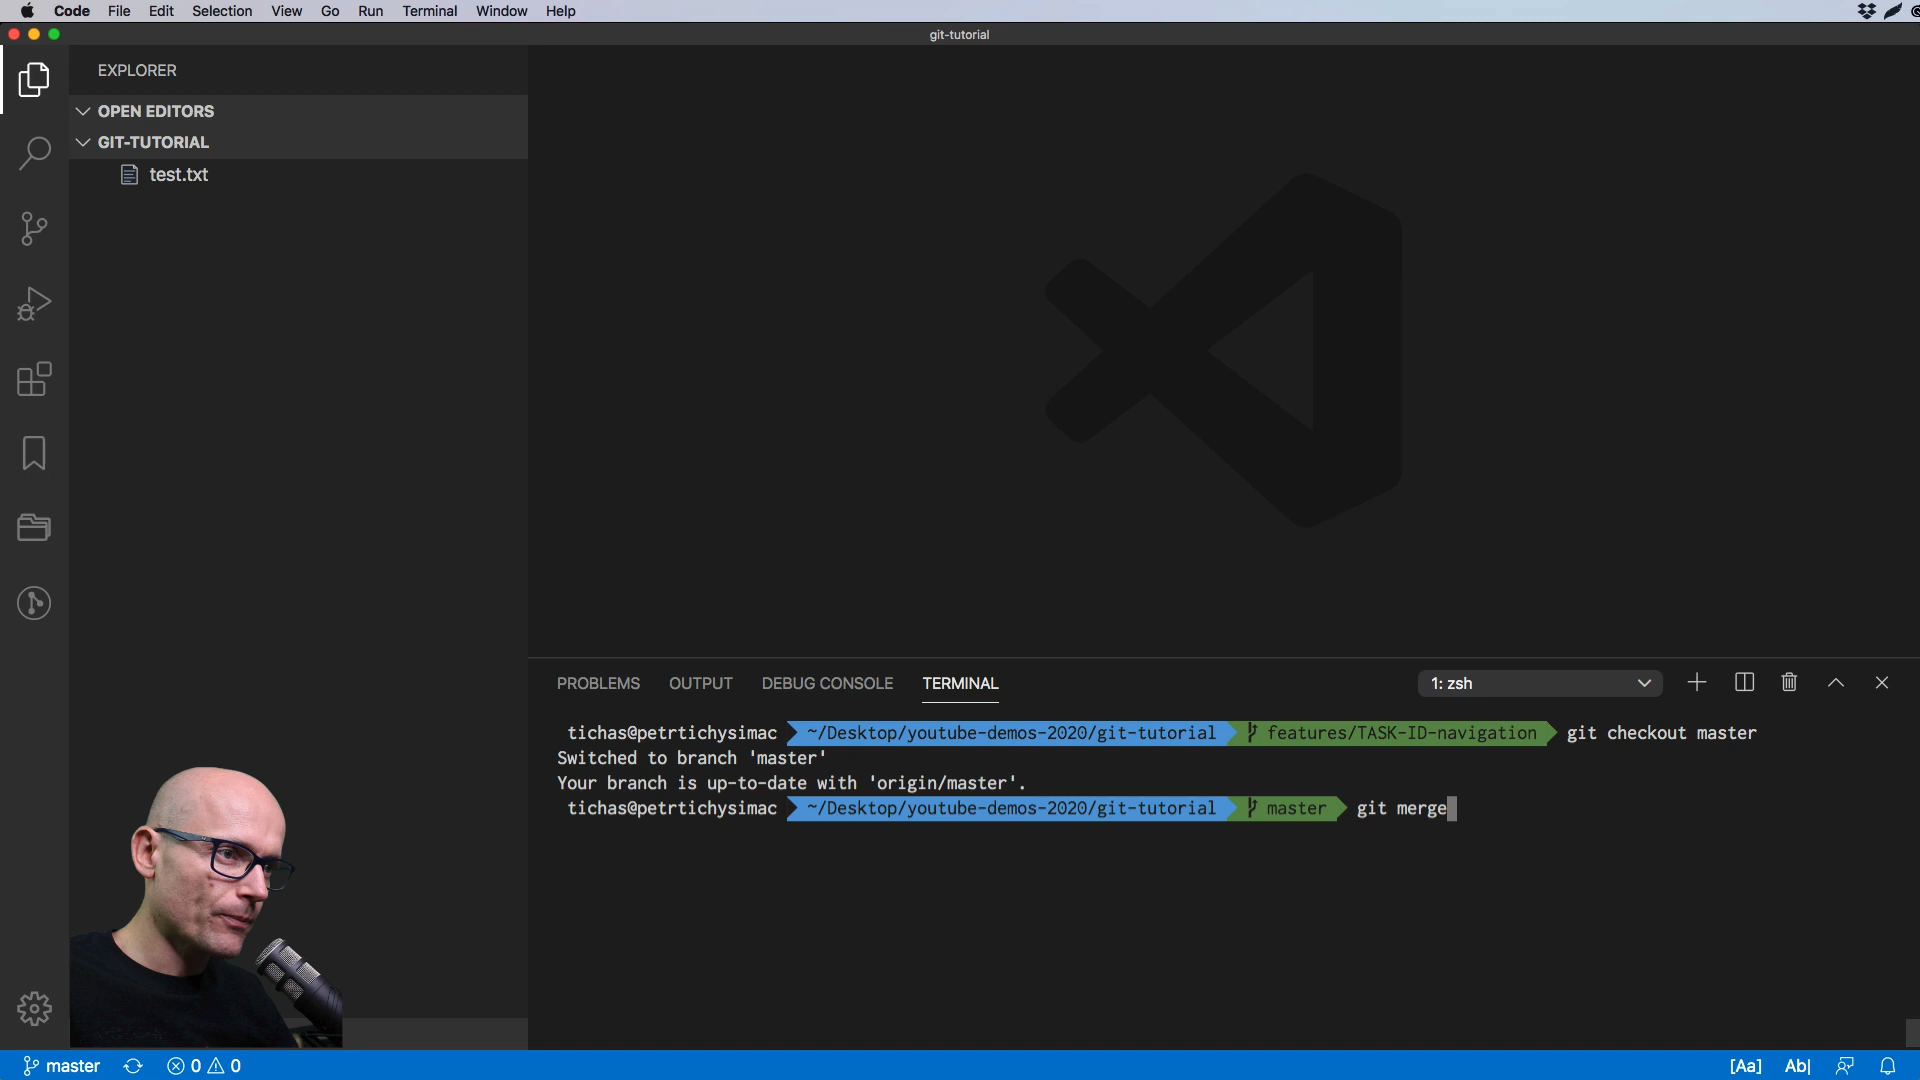 Code File Edit Selection View Go Run Terminal Window Help
git-tutorial
EXPLORER
OPEN EDITORS
GIT-TUTORIAL
test.txt
PROBLEMS OUTPUT DEBUG CONSOLE TERMINAL 1: zsh
tichas@petrtichysimac ~/Desktop/youtube-demos-2020/git-tutorial features/TASK-ID-navigation git checkout master
Switched to branch 'master'
Your branch is up-to-date with 'origin/master'.
tichas@petrtichysimac ~/Desktop/youtube-demos-2020/git-tutorial master git merge
master 0 0 [Aa] Ab|